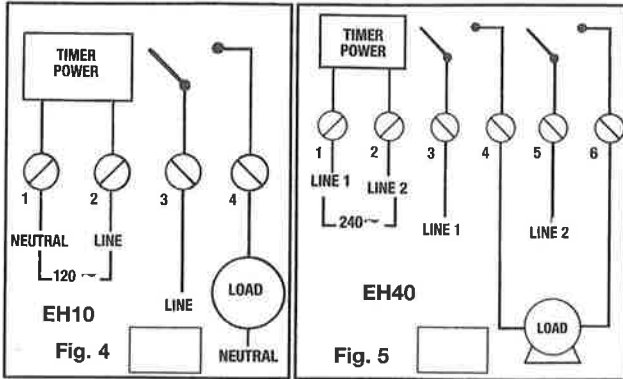 TIMER
POWER
1
2
3
4
NEUTRAL
LINE
120 ~
LINE
LOAD
EH10
Fig. 4
NEUTRAL
TIMER
POWER
1
2
3
4
5
6
LINE 1
LINE 2
240 ~
LINE 1
LINE 2
EH40
LOAD
Fig. 5